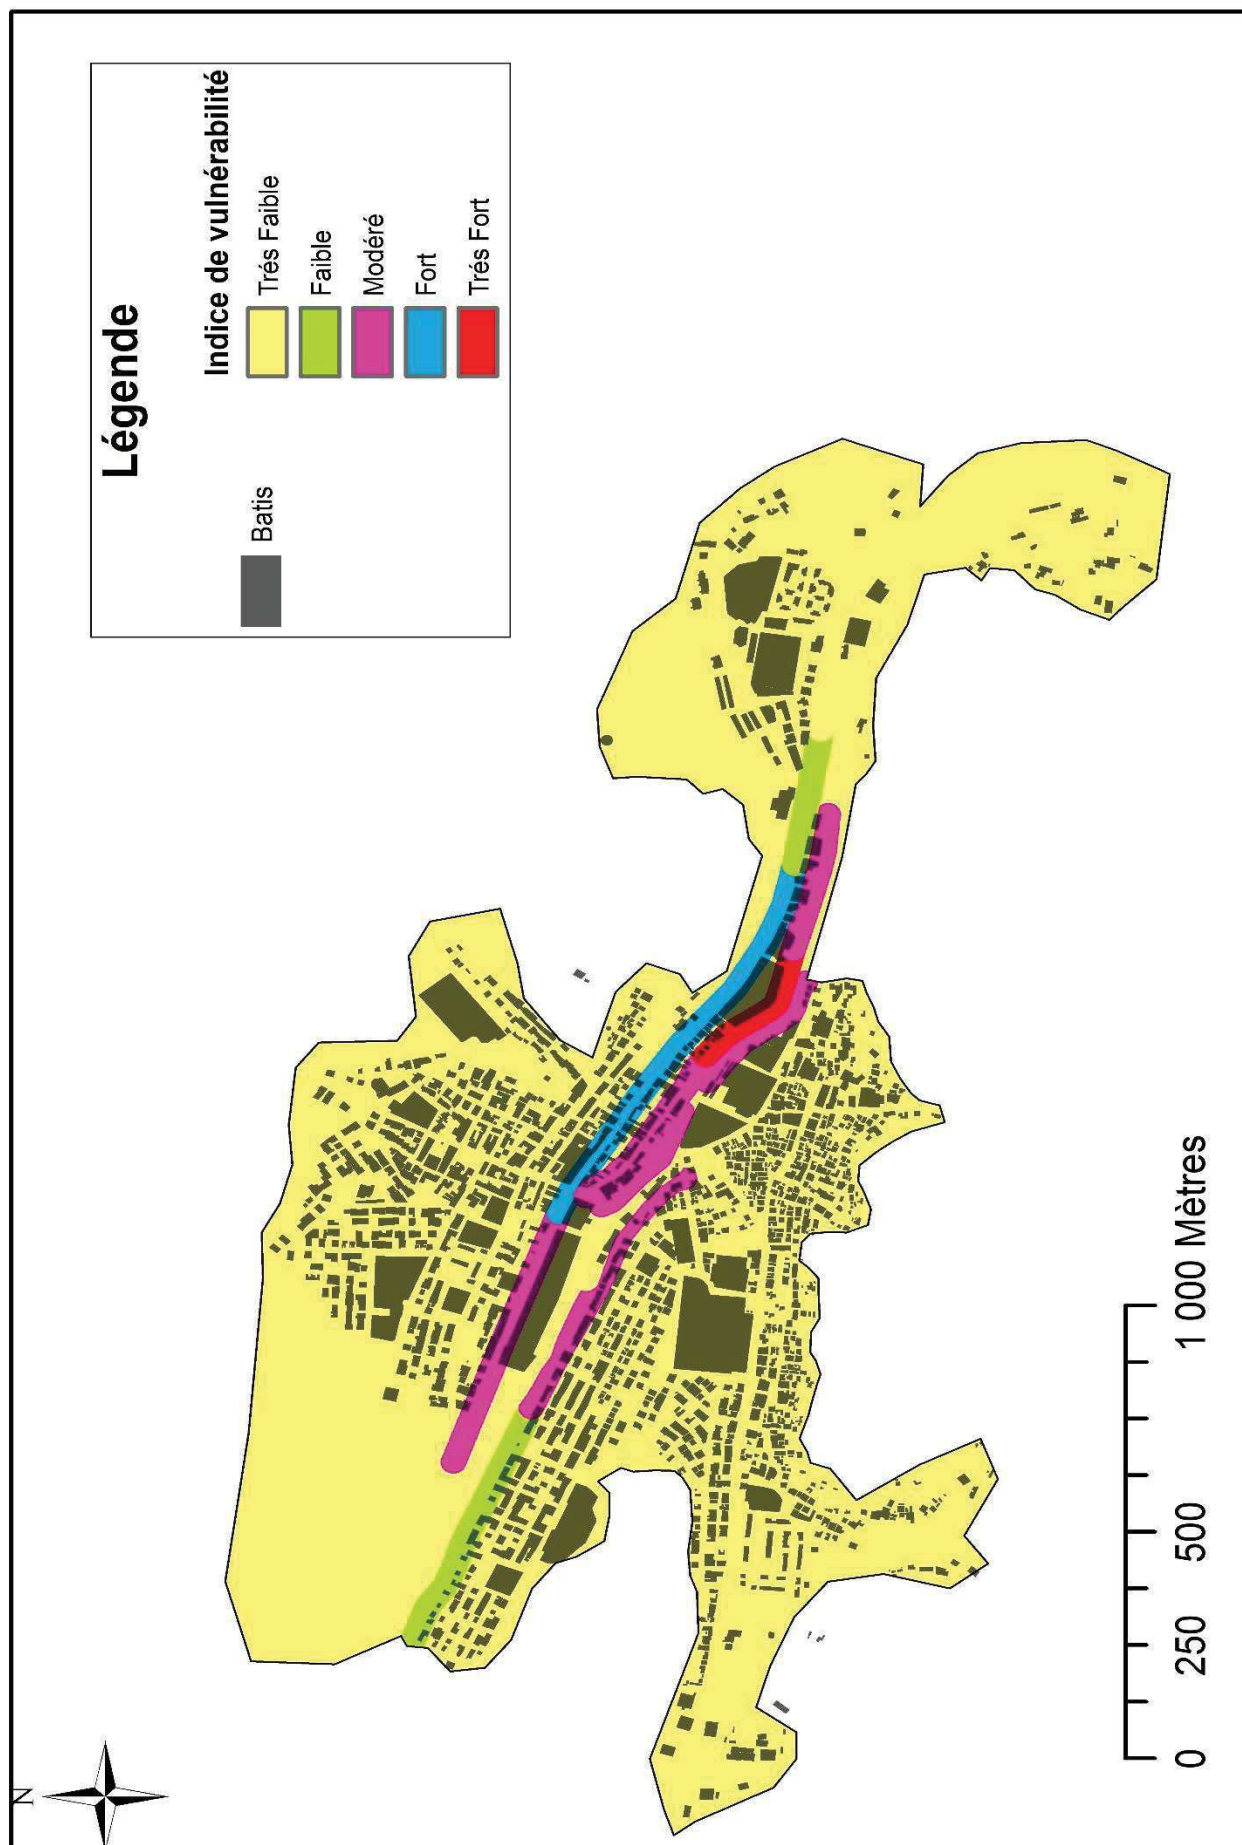 N
Légende
Batis
Indice de vulnérabilité
Trés Faible
Faible
Modéré
Fort
Trés Fort
0 250 500 1 000 Mètres